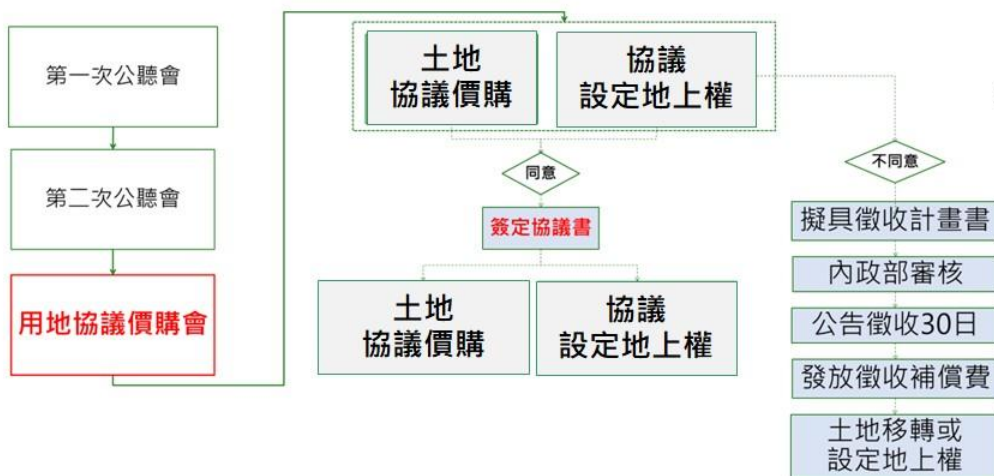 第一次公聽會
第二次公聽會
用地協議價購會
土地
協議價購
協議
設定地上權
同意
不同意
簽定協議書
土地
協議價購
協議
設定地上權
擬具徵收計畫書
內政部審核
公告徵收30日
發放徵收補償費
土地移轉或
設定地上權